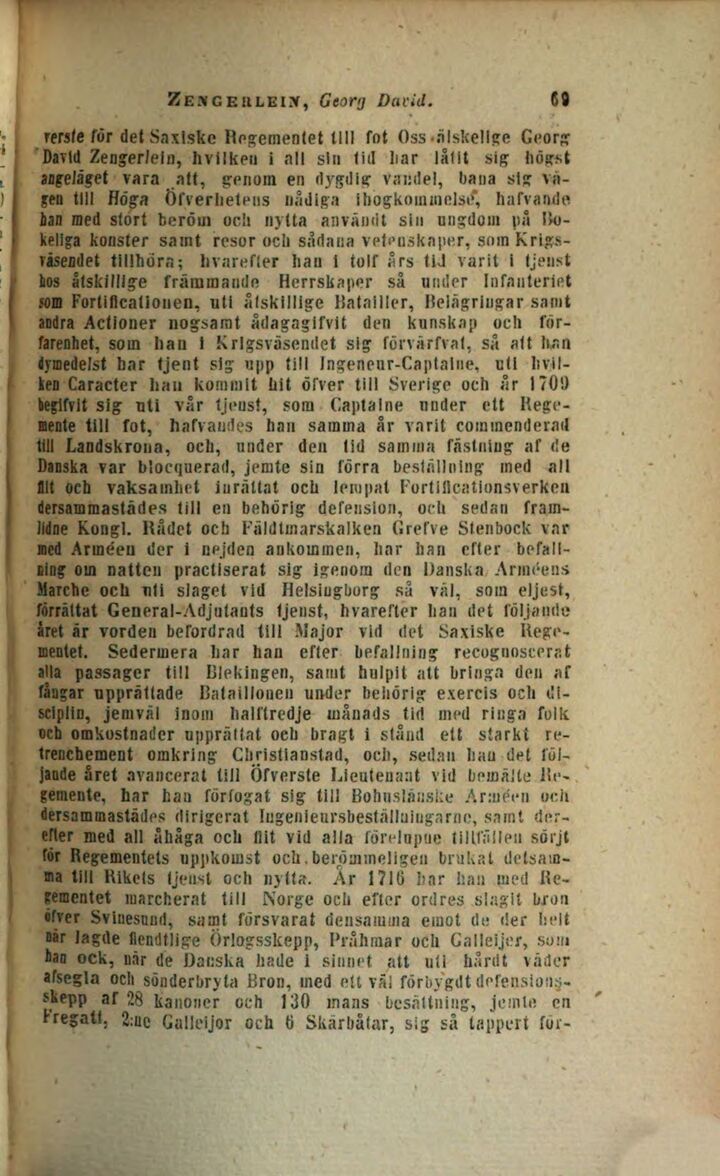 ZENGERLEIN, Georg David. 69
rerste för det Saxiske Regementet till fot Oss älskelige Georg
David Zengerlein, hvilken i all sin tid har låtit sig högst
angeläget vara att, genom en dygdig vandel, bana sig vä-
gen till Höga Öfverhetens nådiga ihogkommelse, hafvande
han med stort beröm och nytta användt sin ungdom på Bo-
keliga konster samt resor och sådana vetenskaper, som Krigs-
väsendet tillhöra; hvarefter han i tolf års tid varit i tjenst
hos åtskillige främmande Herrskaper så under Infanteriet
som Fortificationen, uti åtskillige Batailler, Belägringar samt
andra Actioner nogsamt ådagagifvit den kunskap och för-
farenhet, som han i Krigsväsendet sig förvärfvat, så att han
dymedelst har tjent sig upp till Ingeneur-Captaine, uti hvil-
ken Caracter han kommit hit öfver till Sverige och år 1709
begifvit sig uti vår tjenst, som Captaine under ett Rege-
mente till fot, hafvandes han samma år varit commenderad
till Landskrona, och, under den tid samma fästning af de
Danska var blocquerad, jemte sin förra beställning med all
flit och vaksamhet inrättat och lempat Fortificationsverken
dersammastädes till en behörig defension, och sedan fram-
lidne Kongl. Rådet och Fäldtmarskalken Grefve Stenbock var
med Arméen der i nejden ankommen, har han efter befall-
ning om natten practiserat sig igenom den Danska Arméens
Marche och uti slaget vid Helsingborg så väl, som eljest,
förrättat General-Adjutants tjenst, hvarefter han det följande
året är vorden befordrad till Major vid det Saxiske Rege-
mentet. Sedermera har han efter befallning recognoscerat
alla passager till Blekingen, samt hulpit att bringa den af
fångar upprättade Bataillonen under behörig exercis och di-
sciplin, jemväl inom halftredje månads tid med ringa folk
och omkostnader upprättat och bragt i stånd ett starkt re-
trenchement omkring Christianstad, och, sedan han det föl-
jande året avancerat till Öfverste Lieutenant vid bemälte Re-
gemente, har han förfogat sig till Bohuslänske Arméen och
dersammastädes dirigerat Ingenieursbeställningarne, samt der-
efter med all åhåga och flit vid alla förelupne tillfällen sörjt
för Regementets uppkomst och berömmeligen brukat detsam-
ma till Rikets tjenst och nytta. År 1716 har han med Re-
gementet marcherat till Norge och efter ordres slagit bron
öfver Svinesund, samt försvarat densamma emot de der helt
när lagde fiendtlige Örlogsskepp, Pråhmar och Galleijer, som
han ock, när de Danska hade i sinnet att uti hårdt väder
afsegla och sönderbryta Bron, med ett väl förbygdt defensions-
skepp af 28 kanoner och 130 mans besättning, jemte en
Fregatt, 2:ne Galleijor och 6 Skärbåtar, sig så tappert för-